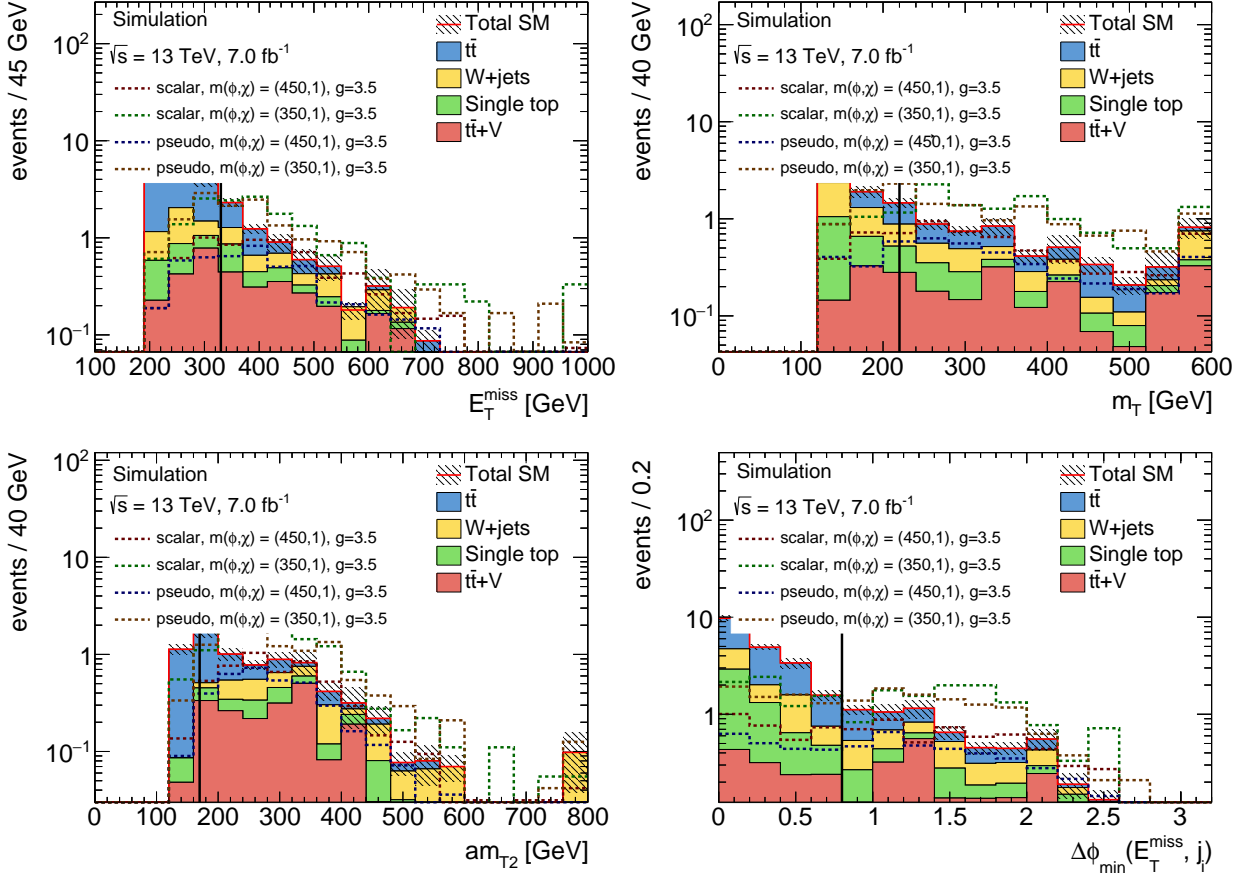 events / 45 GeV
10²
10
1
10⁻¹
Simulation
√s = 13 TeV, 7.0 fb⁻¹
scalar, m(ϕ,χ) = (450,1), g=3.5
scalar, m(ϕ,χ) = (350,1), g=3.5
pseudo, m(ϕ,χ) = (450,1), g=3.5
pseudo, m(ϕ,χ) = (350,1), g=3.5
Total SM
tt̄
W+jets
Single top
tt̄+V
100 200 300 400 500 600 700 800 900 1000
E_T^miss [GeV]
events / 40 GeV
10²
10
1
10⁻¹
Simulation
√s = 13 TeV, 7.0 fb⁻¹
scalar, m(ϕ,χ) = (450,1), g=3.5
scalar, m(ϕ,χ) = (350,1), g=3.5
pseudo, m(ϕ,χ) = (450,1), g=3.5
pseudo, m(ϕ,χ) = (350,1), g=3.5
Total SM
tt̄
W+jets
Single top
tt̄+V
0 100 200 300 400 500 600
m_T [GeV]
events / 40 GeV
10²
10
1
10⁻¹
Simulation
√s = 13 TeV, 7.0 fb⁻¹
scalar, m(ϕ,χ) = (450,1), g=3.5
scalar, m(ϕ,χ) = (350,1), g=3.5
pseudo, m(ϕ,χ) = (450,1), g=3.5
pseudo, m(ϕ,χ) = (350,1), g=3.5
Total SM
tt̄
W+jets
Single top
tt̄+V
0 100 200 300 400 500 600 700 800
am_T2 [GeV]
events / 0.2
10²
10
1
10⁻¹
Simulation
√s = 13 TeV, 7.0 fb⁻¹
scalar, m(ϕ,χ) = (450,1), g=3.5
scalar, m(ϕ,χ) = (350,1), g=3.5
pseudo, m(ϕ,χ) = (450,1), g=3.5
pseudo, m(ϕ,χ) = (350,1), g=3.5
Total SM
tt̄
W+jets
Single top
tt̄+V
0 0.5 1 1.5 2 2.5 3
Δϕ_min(E_T^miss, j_i)